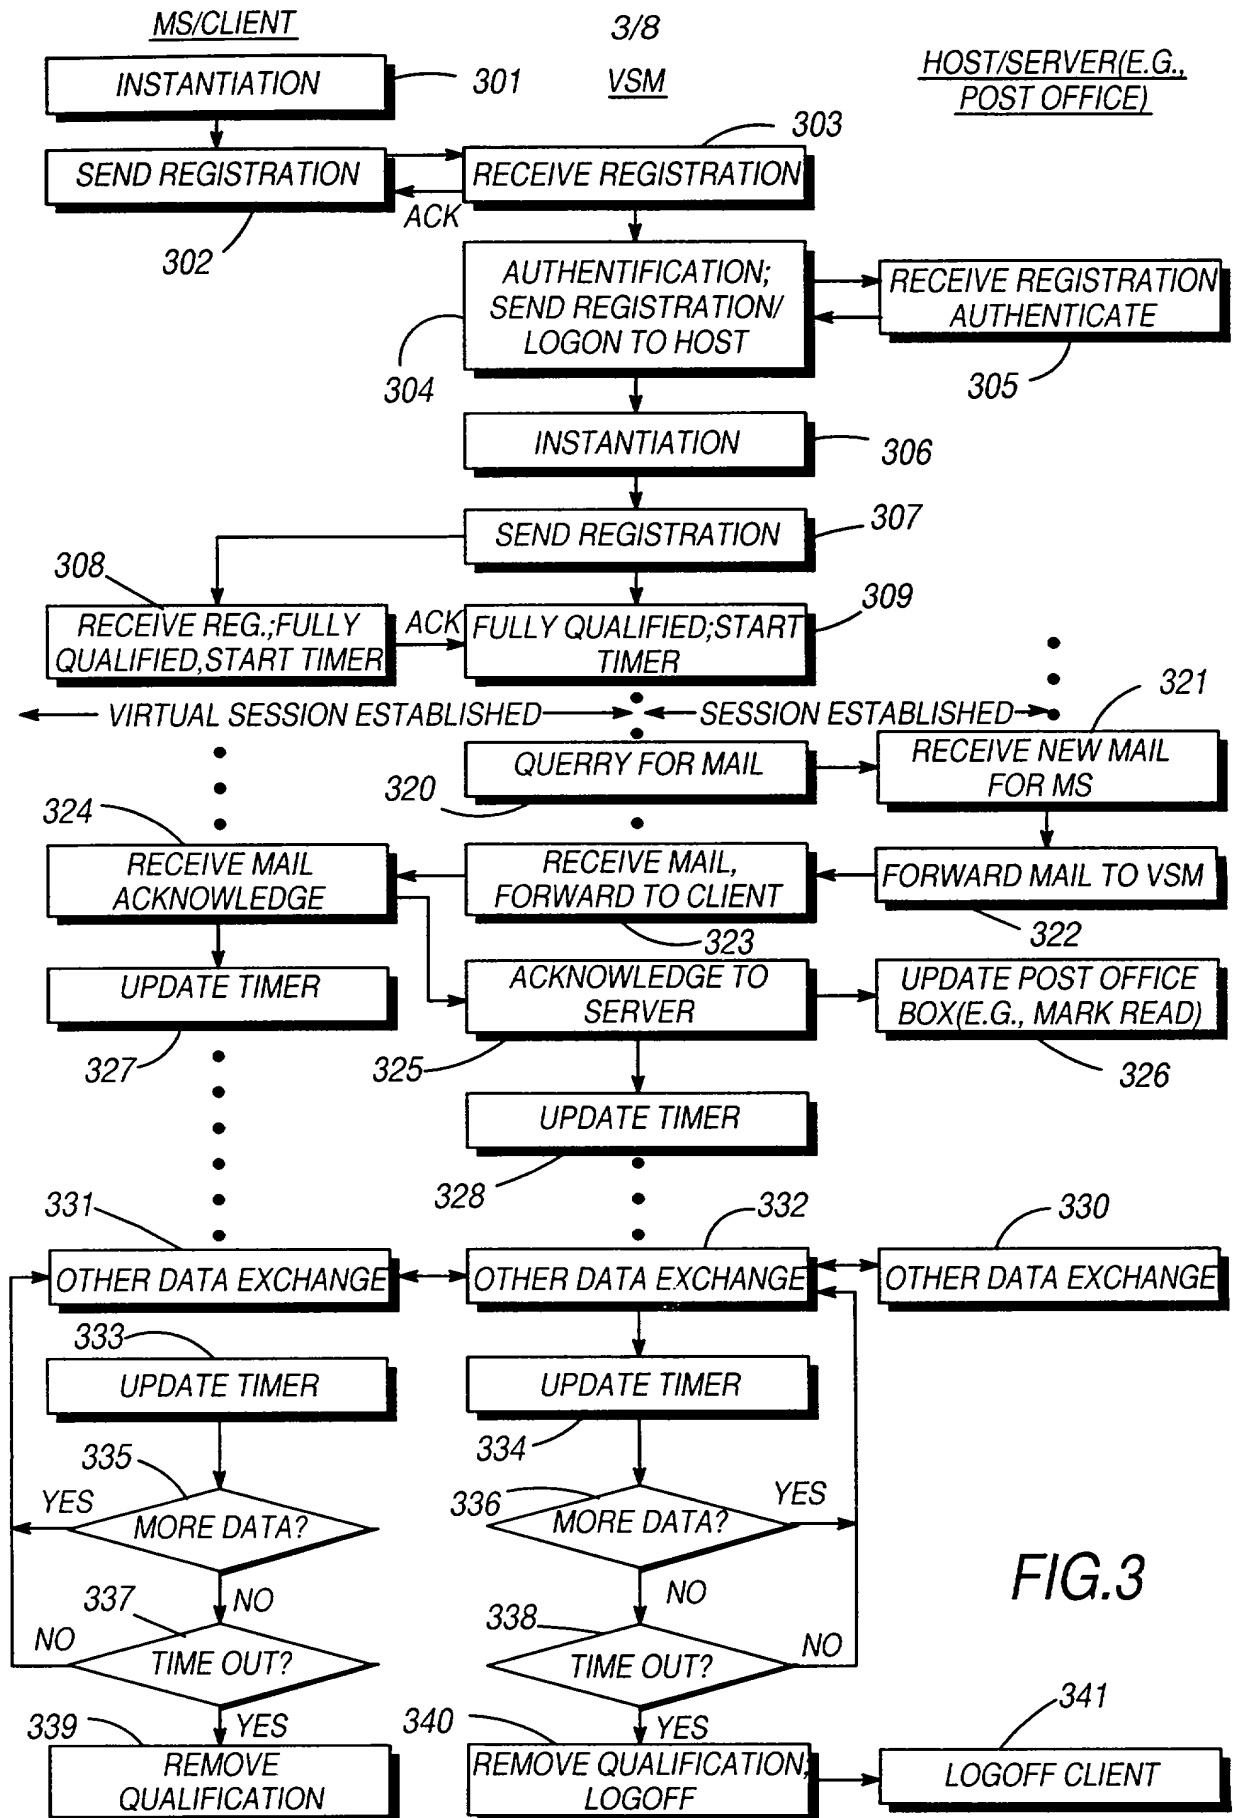 MS/CLIENT
3/8
VSM
HOST/SERVER(E.G.,
POST OFFICE)
INSTANTIATION
301
303
SEND REGISTRATION
RECEIVE REGISTRATION
ACK
302
AUTHENTIFICATION;
SEND REGISTRATION/
LOGON TO HOST
RECEIVE REGISTRATION
AUTHENTICATE
304
305
INSTANTIATION
306
SEND REGISTRATION
307
308
309
RECEIVE REG.;FULLY
QUALIFIED,START TIMER
ACK
FULLY QUALIFIED;START
TIMER
VIRTUAL SESSION ESTABLISHED
SESSION ESTABLISHED
321
QUERRY FOR MAIL
RECEIVE NEW MAIL
FOR MS
320
324
RECEIVE MAIL
ACKNOWLEDGE
RECEIVE MAIL,
FORWARD TO CLIENT
FORWARD MAIL TO VSM
323
322
UPDATE TIMER
ACKNOWLEDGE TO
SERVER
UPDATE POST OFFICE
BOX(E.G., MARK READ)
327
325
326
UPDATE TIMER
328
331
332
330
OTHER DATA EXCHANGE
OTHER DATA EXCHANGE
OTHER DATA EXCHANGE
333
UPDATE TIMER
UPDATE TIMER
334
335
336
YES
MORE DATA?
MORE DATA?
YES
FIG.3
NO
NO
337
338
NO
TIME OUT?
TIME OUT?
NO
YES
YES
339
340
341
REMOVE
QUALIFICATION
REMOVE QUALIFICATION,
LOGOFF
LOGOFF CLIENT